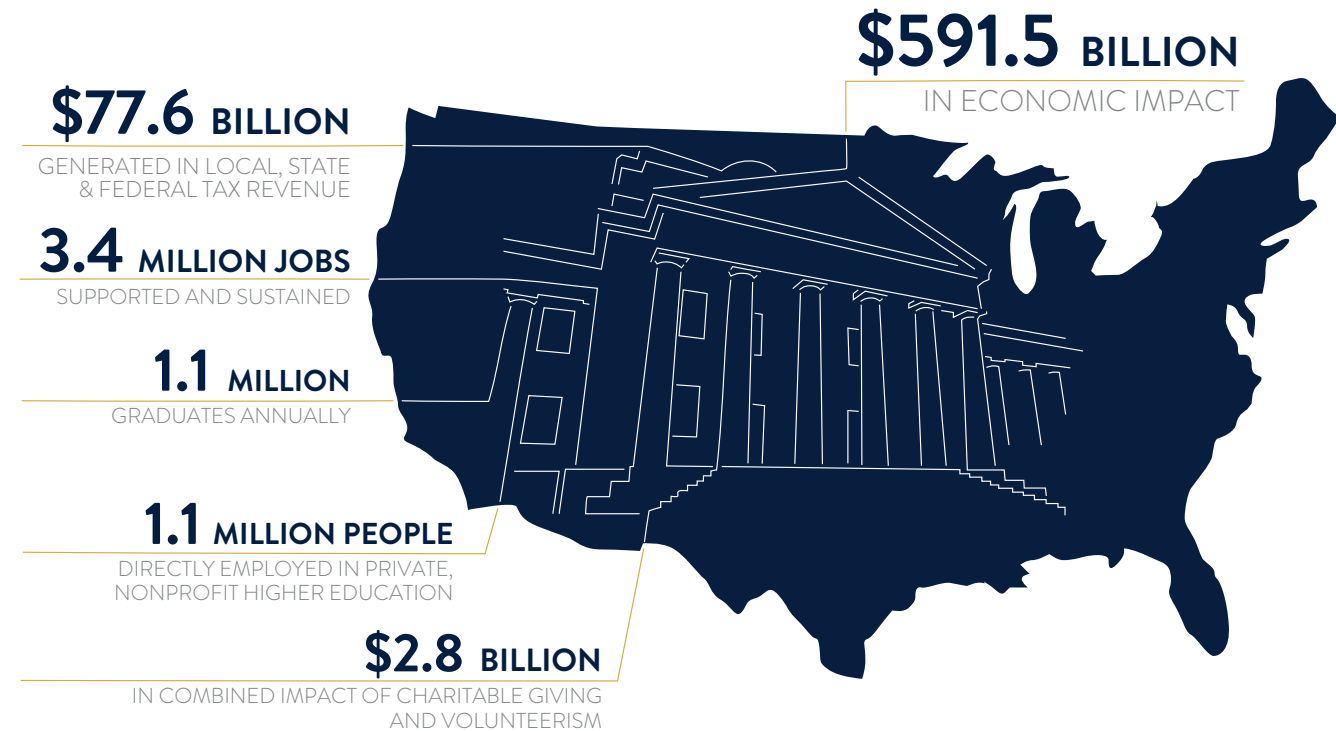 $591.5 BILLION
IN ECONOMIC IMPACT
$77.6 BILLION
GENERATED IN LOCAL, STATE
& FEDERAL TAX REVENUE
3.4 MILLION JOBS
SUPPORTED AND SUSTAINED
1.1 MILLION
GRADUATES ANNUALLY
1.1 MILLION PEOPLE
DIRECTLY EMPLOYED IN PRIVATE,
NONPROFIT HIGHER EDUCATION
$2.8 BILLION
IN COMBINED IMPACT OF CHARITABLE GIVING
AND VOLUNTEERISM